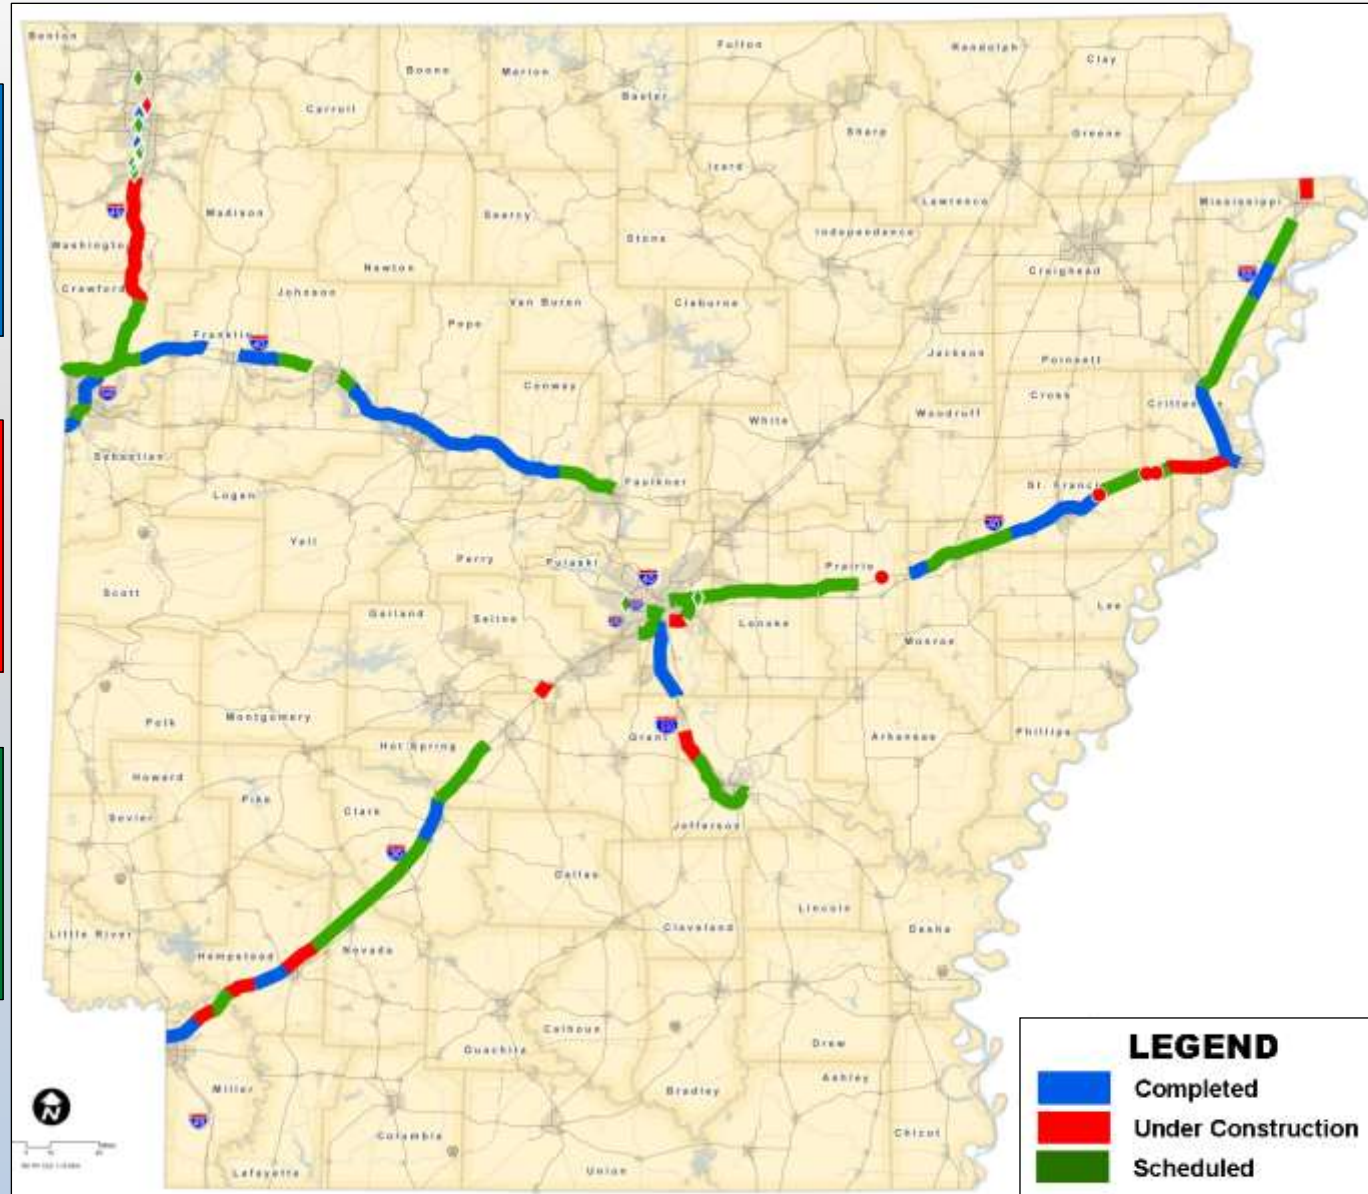 Benton
Boone
Marion
Fulton
Randolph
Clay
Carroll
Baxter
Sharp
Greene
Izard
Madison
Searcy
Stone
Lawrence
Mississippi
Washington
Independence
Newton
Craighead
Crawford
Johnson
Van Buren
Cleburne
Franklin
40
Pope
Jackson
Poinsett
Conway
Cross
Crittenden
White
Woodruff
Sebastian
Faulkner
St. Francis
Logan
Yell
Perry
Pulaski
Prairie
Scott
Garland
Saline
Lonoke
Lee
Monroe
Polk
Montgomery
Hot Spring
Grant
Arkansas
Phillips
Howard
Pike
Clark
Sevier
Jefferson
30
Dallas
Lincoln
Little River
Cleveland
Desha
Hempstead
Nevada
Calhoun
Ouachita
Drew
Miller
Bradley
Ashley
Columbia
Chicot
Lafayette
Union
N
LEGEND
Completed
Under Construction
Scheduled